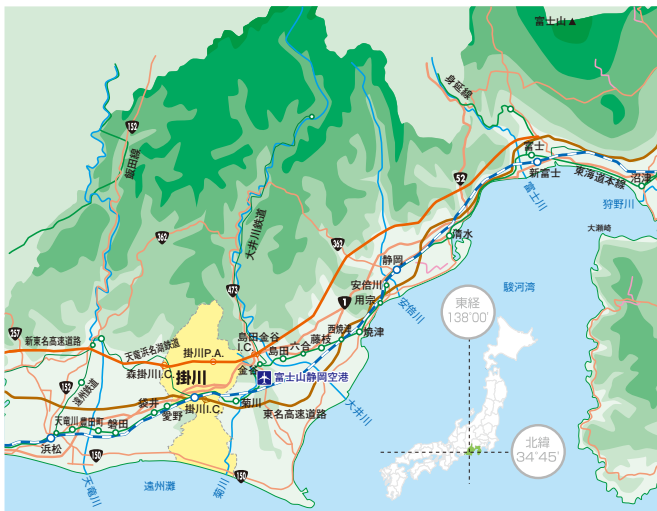 富士山▲
身延線
152
飯田線
52
富士
新富士
東海道本線
沼津
富士川
狩野川
大瀬崎
362
大井川鉄道
362
清水
静岡
473
1
安倍川
用宗
安倍川
駿河湾
東経
138°00′
257
新東名高速道路
天竜浜名湖鉄道
掛川P.A.
島田金谷
I.C.
島田
六合
藤枝
西焼津
焼津
森掛川I.C.
掛川
金谷
富士山静岡空港
152
遠州鉄道
袋井
愛野
掛川I.C.
菊川
東名高速道路
大井川
天竜川
豊田町
磐田
浜松
150
天竜川
遠州灘
菊川
150
北緯
34°45′